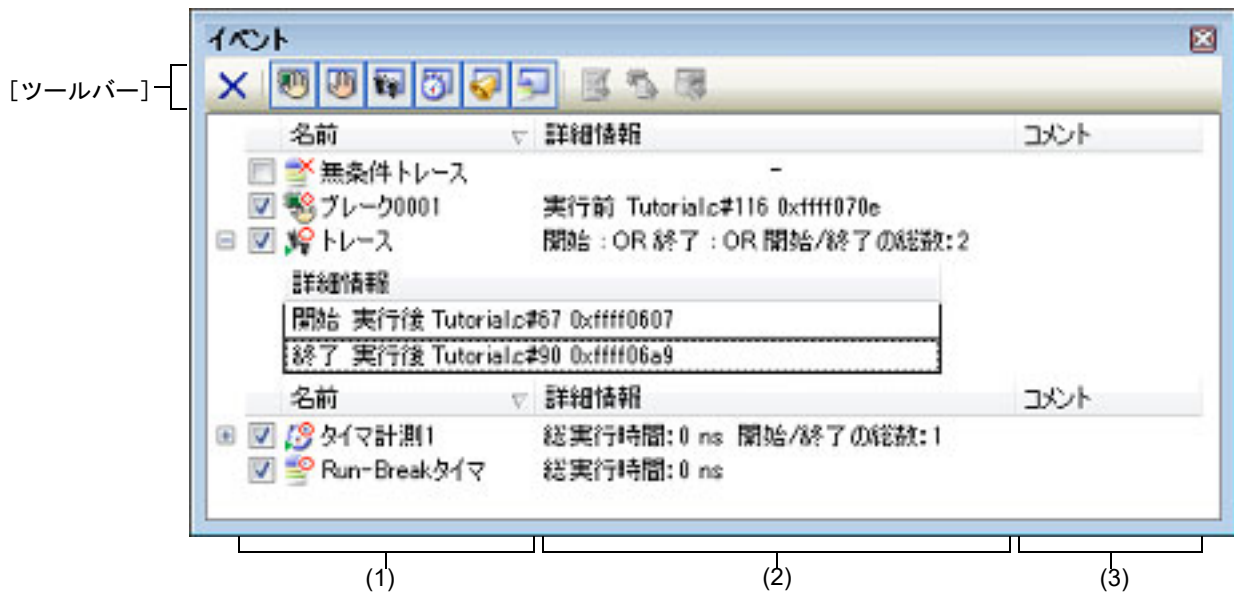 イベント
[ツールバー]
名前 詳細情報 コメント
無条件トレース -
ブレーク0001 実行前 Tutorial.c#116 0xffff070e
トレース 開始 : OR 終了 : OR 開始/終了の総数: 2
詳細情報
開始 実行後 Tutorial.c#67 0xffff0607
終了 実行後 Tutorial.c#90 0xffff06a9
名前 詳細情報 コメント
タイマ計測1 総実行時間: 0 ns 開始/終了の総数: 1
Run-Breakタイマ 総実行時間: 0 ns
(1) (2) (3)